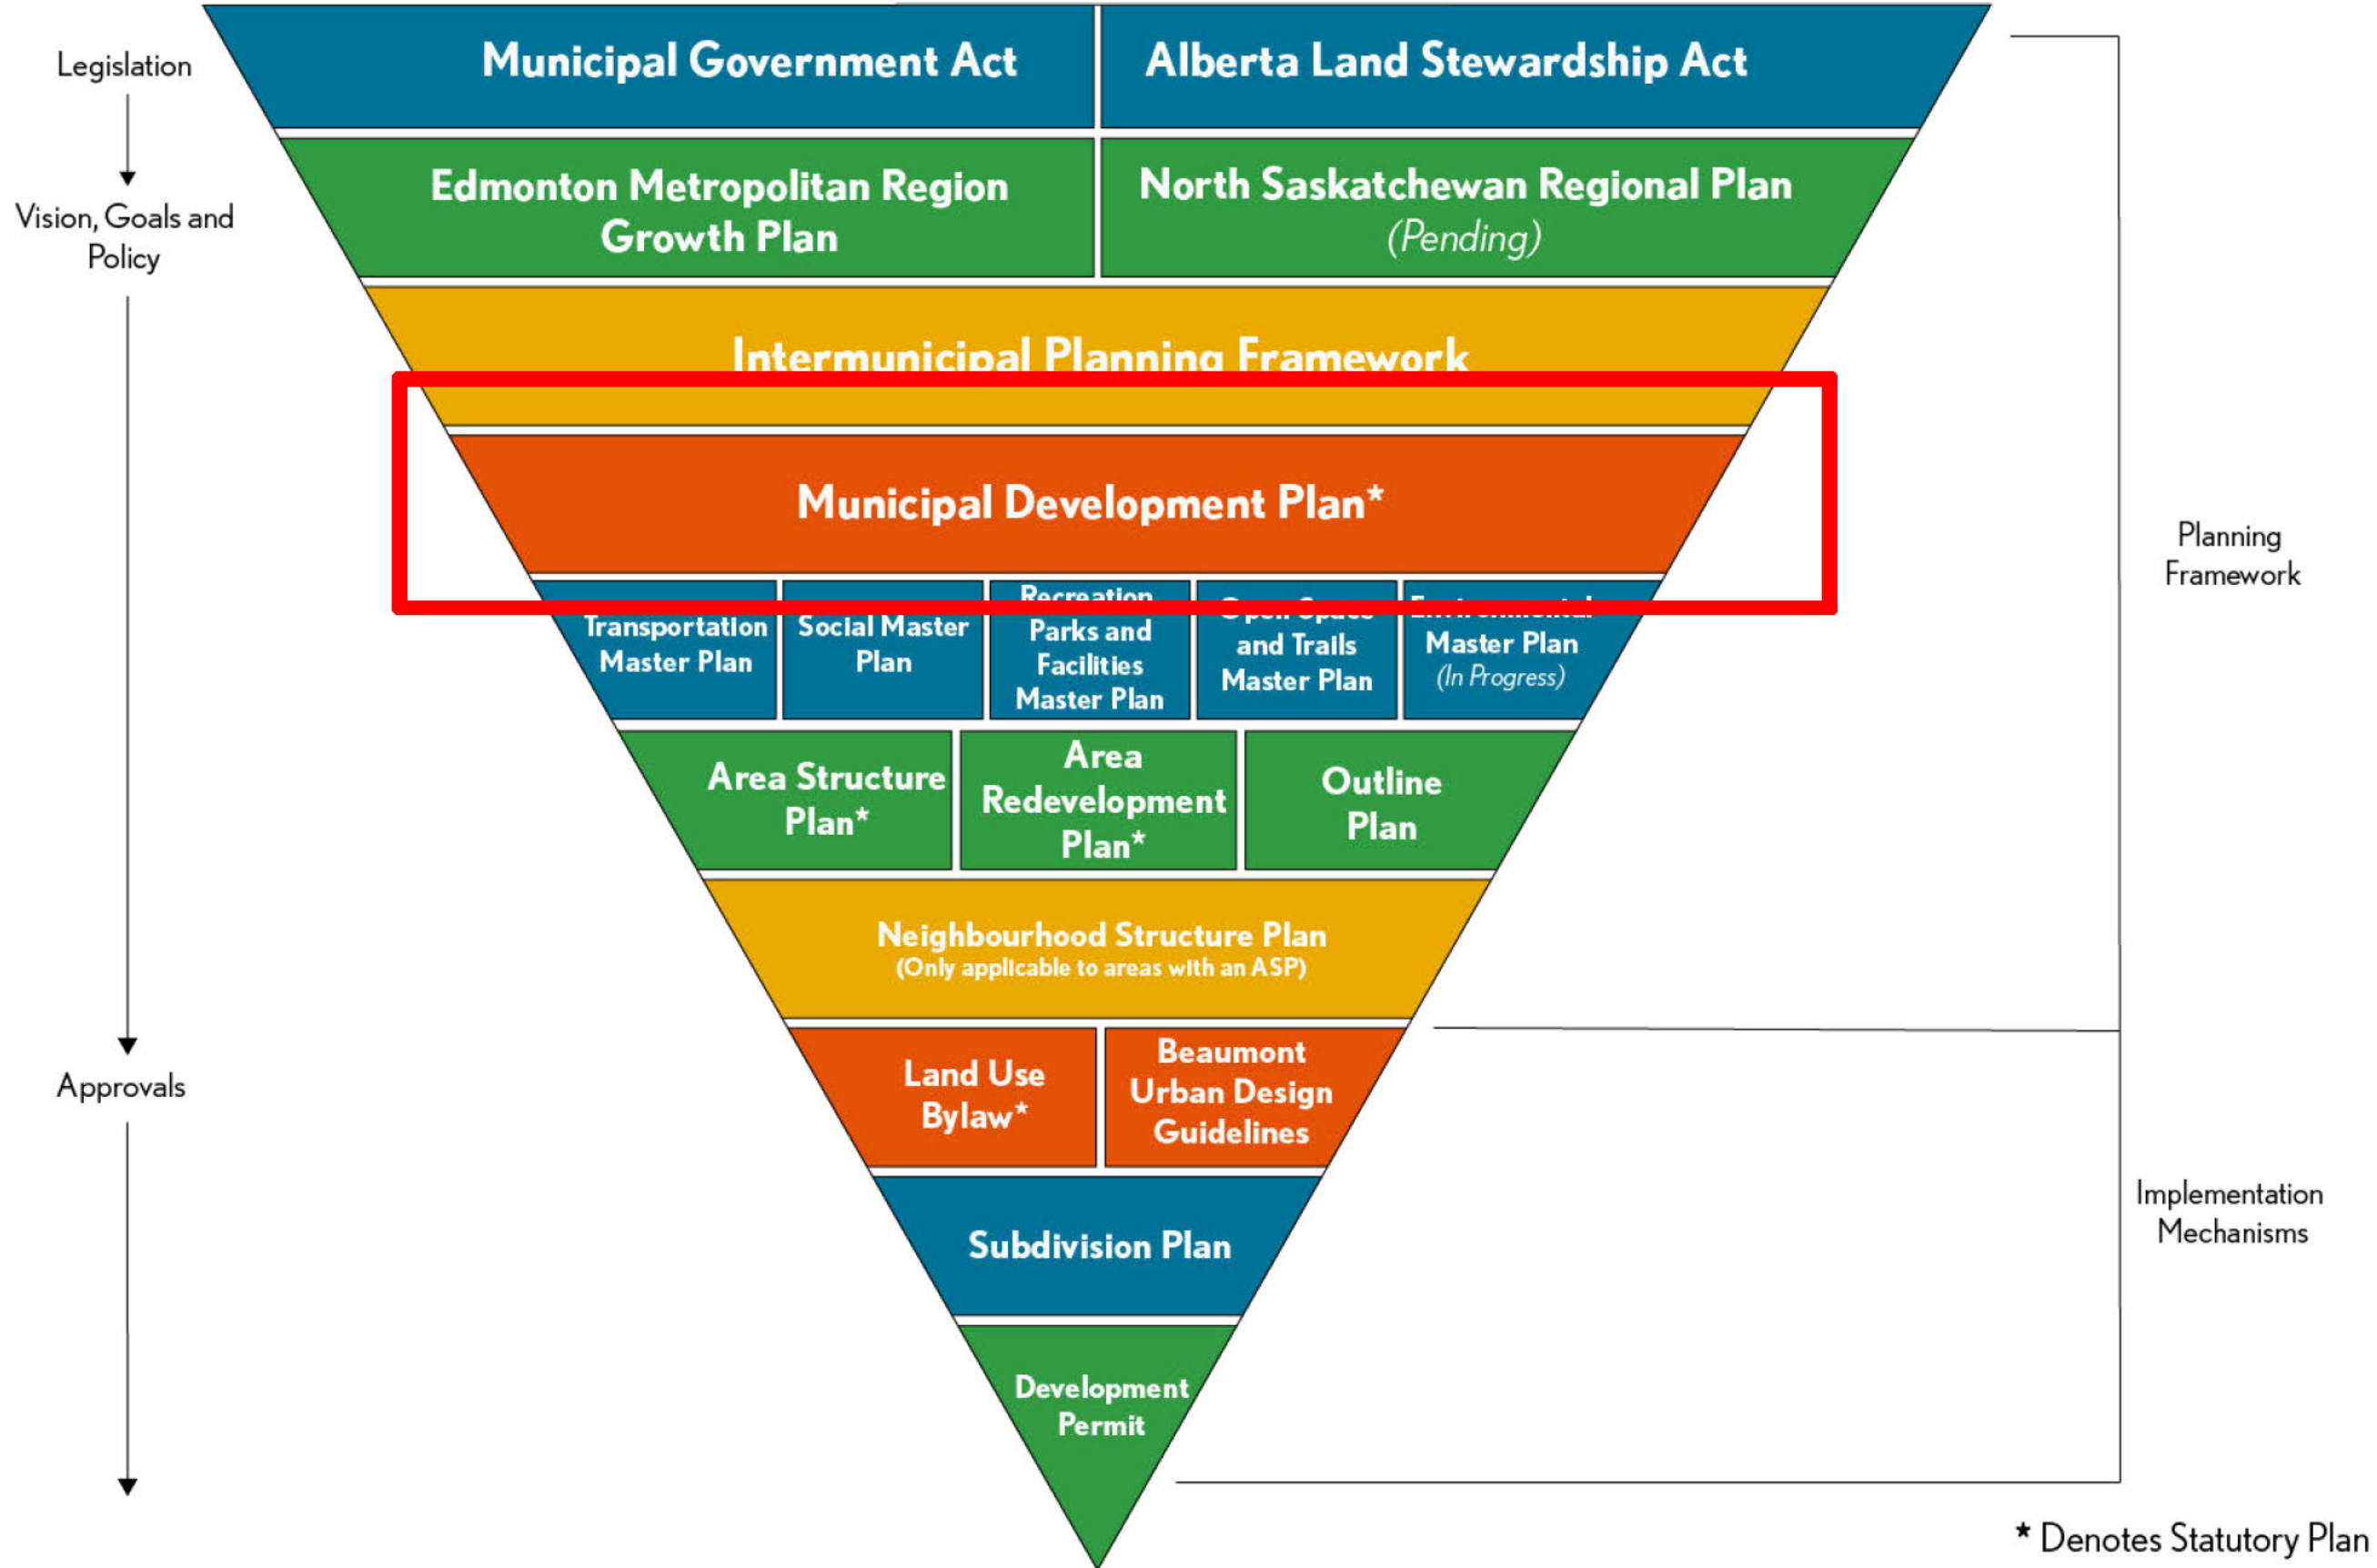 Legislation
Vision, Goals and
Policy
Approvals
Municipal Government Act
Alberta Land Stewardship Act
Edmonton Metropolitan Region
Growth Plan
North Saskatchewan Regional Plan
(Pending)
Intermunicipal Planning Framework
Municipal Development Plan*
Transportation
Master Plan
Social Master
Plan
Recreation
Parks and
Facilities
Master Plan
Open Space
and Trails
Master Plan
Environmental
Master Plan
(In Progress)
Area Structure
Plan*
Area
Redevelopment
Plan*
Outline
Plan
Neighbourhood Structure Plan
(Only applicable to areas with an ASP)
Land Use
Bylaw*
Beaumont
Urban Design
Guidelines
Subdivision Plan
Development
Permit
Planning
Framework
Implementation
Mechanisms
* Denotes Statutory Plan